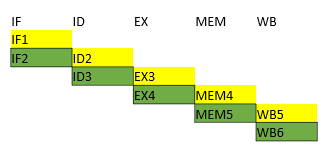 IF ID EX MEM WB
IF1
IF2 ID2
ID3 EX3
EX4 MEM4
MEM5 WB5
WB6